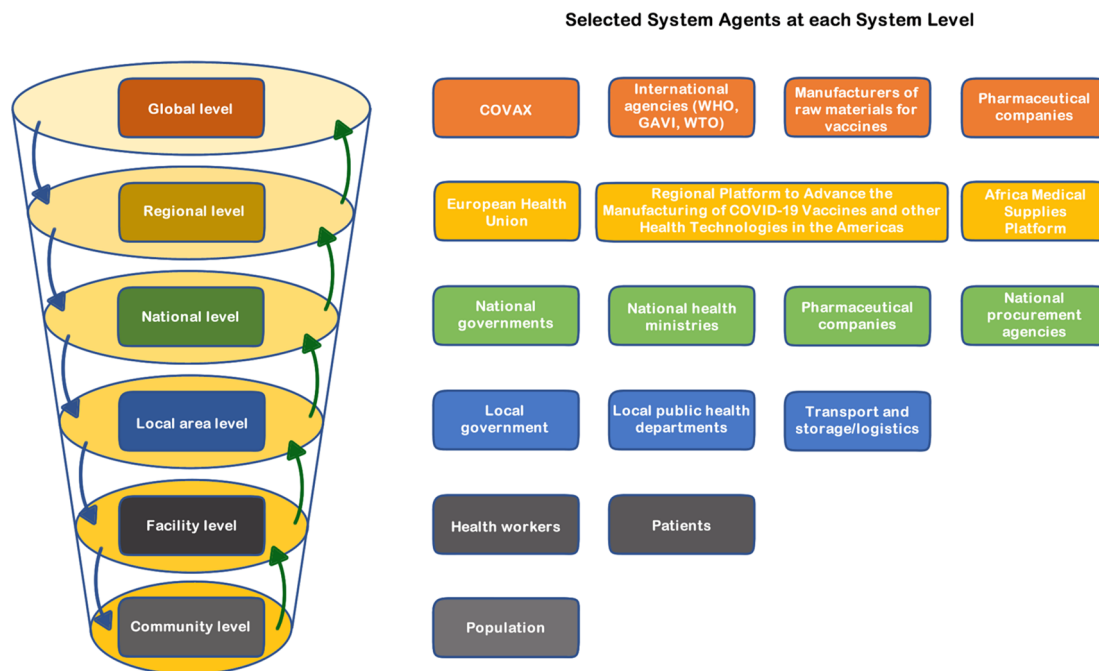 Selected System Agents at each System Level
Global level
COVAX
International
agencies (WHO,
GAVI, WTO)
Manufacturers of
raw materials for
vaccines
Pharmaceutical
companies
Regional level
European Health
Union
Regional Platform to Advance the
Manufacturing of COVID-19 Vaccines and other
Health Technologies in the Americas
Africa Medical
Supplies
Platform
National level
National
governments
National health
ministries
Pharmaceutical
companies
National
procurement
agencies
Local area level
Local
government
Local public health
departments
Transport and
storage/logistics
Facility level
Health workers
Patients
Community level
Population